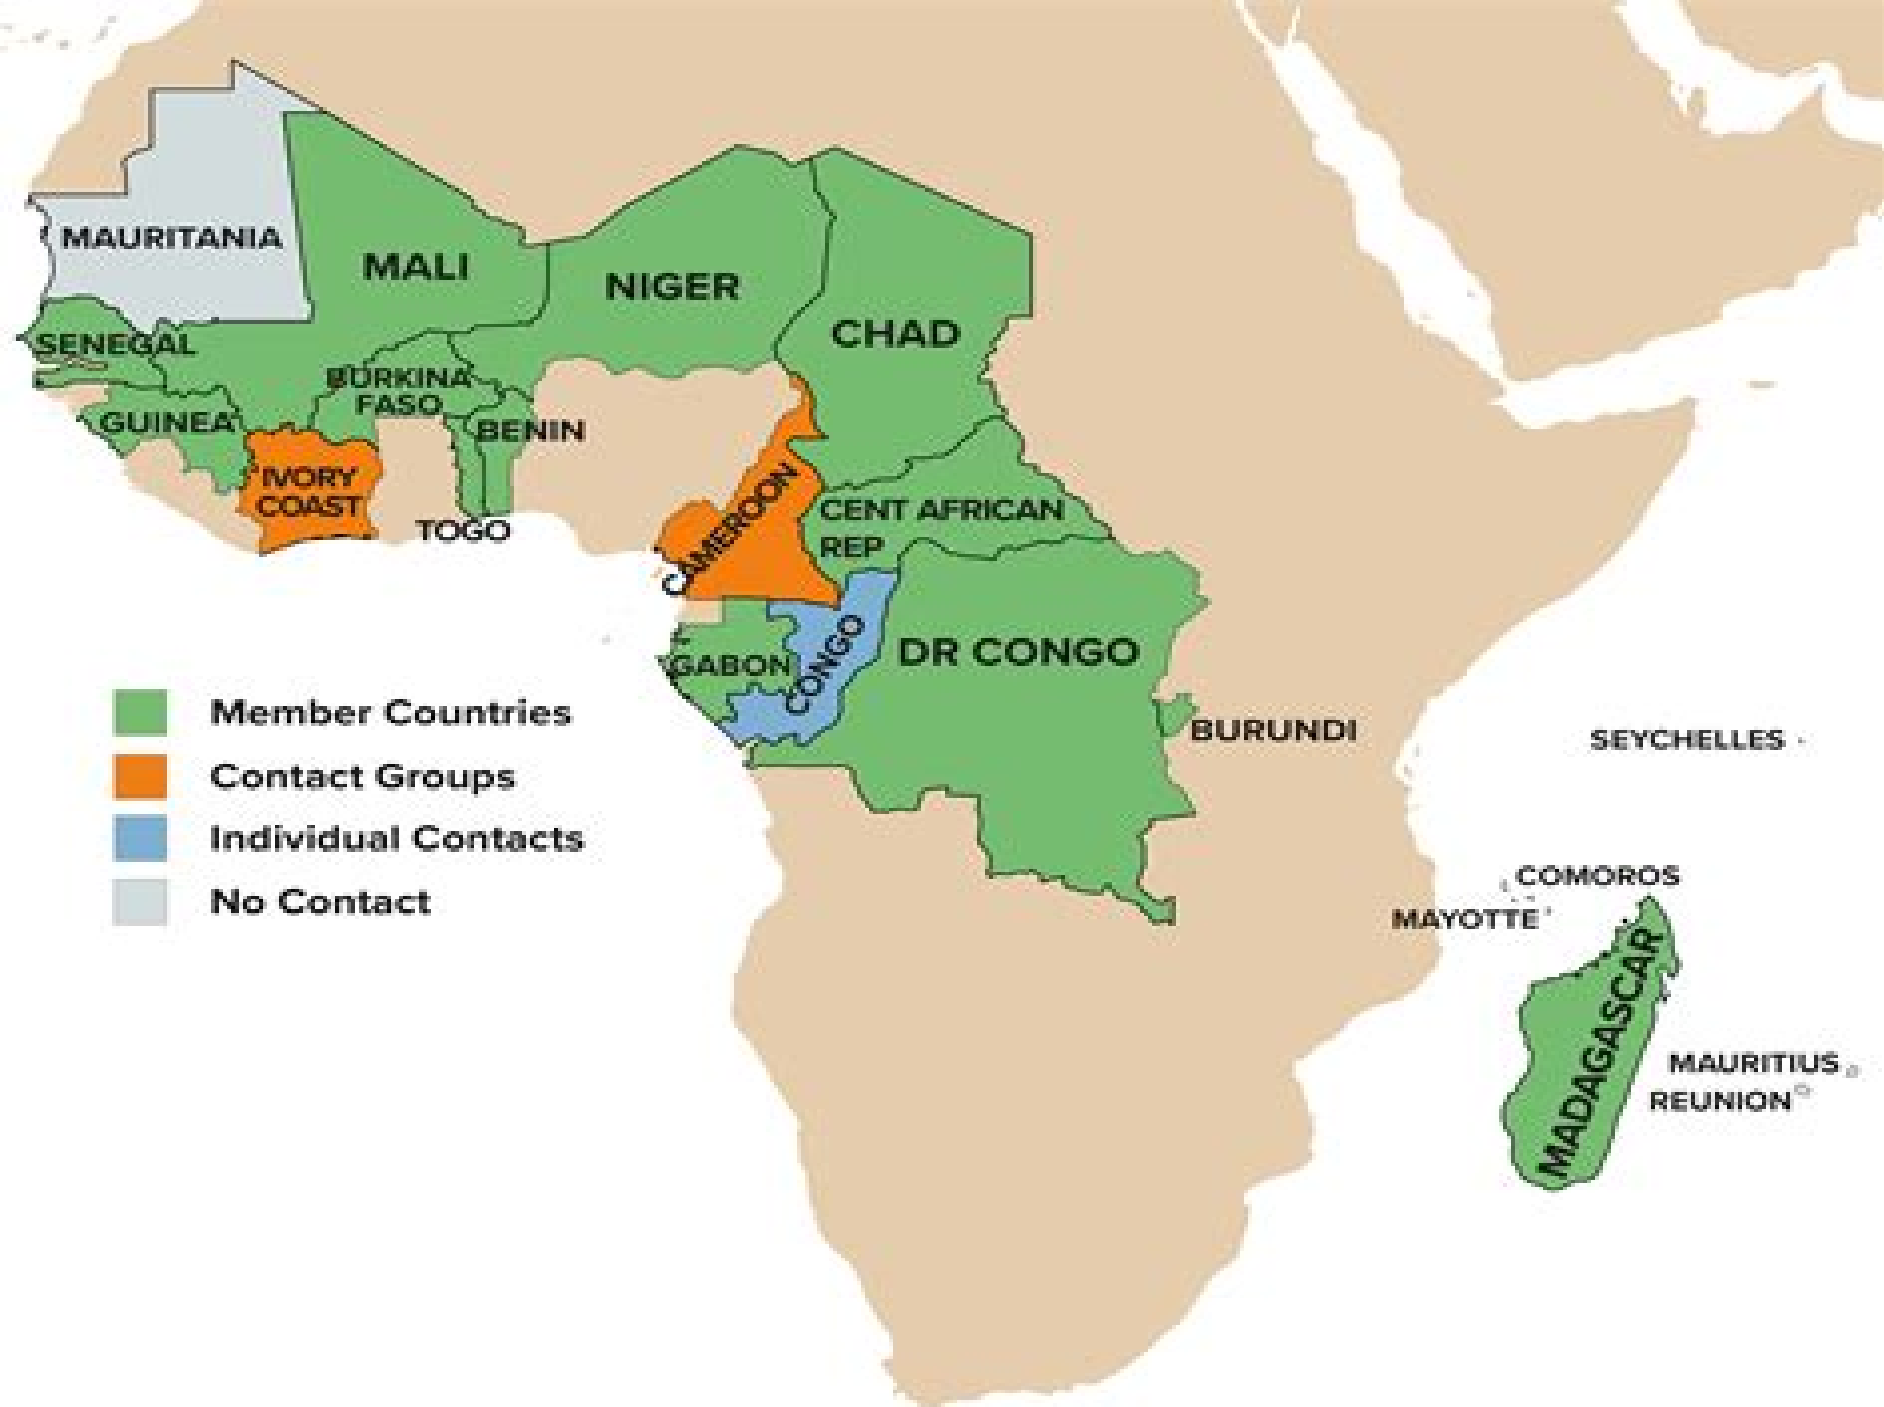 MAURITANIA
MALI
NIGER
CHAD
SENEGAL
BURKINA
FASO
GUINEA
BENIN
IVORY
COAST
TOGO
CAMEROON
CENT AFRICAN
REP
GABON
CONGO
DR CONGO
BURUNDI
SEYCHELLES
COMOROS
MAYOTTE
MADAGASCAR
MAURITIUS
REUNION
Member Countries
Contact Groups
Individual Contacts
No Contact